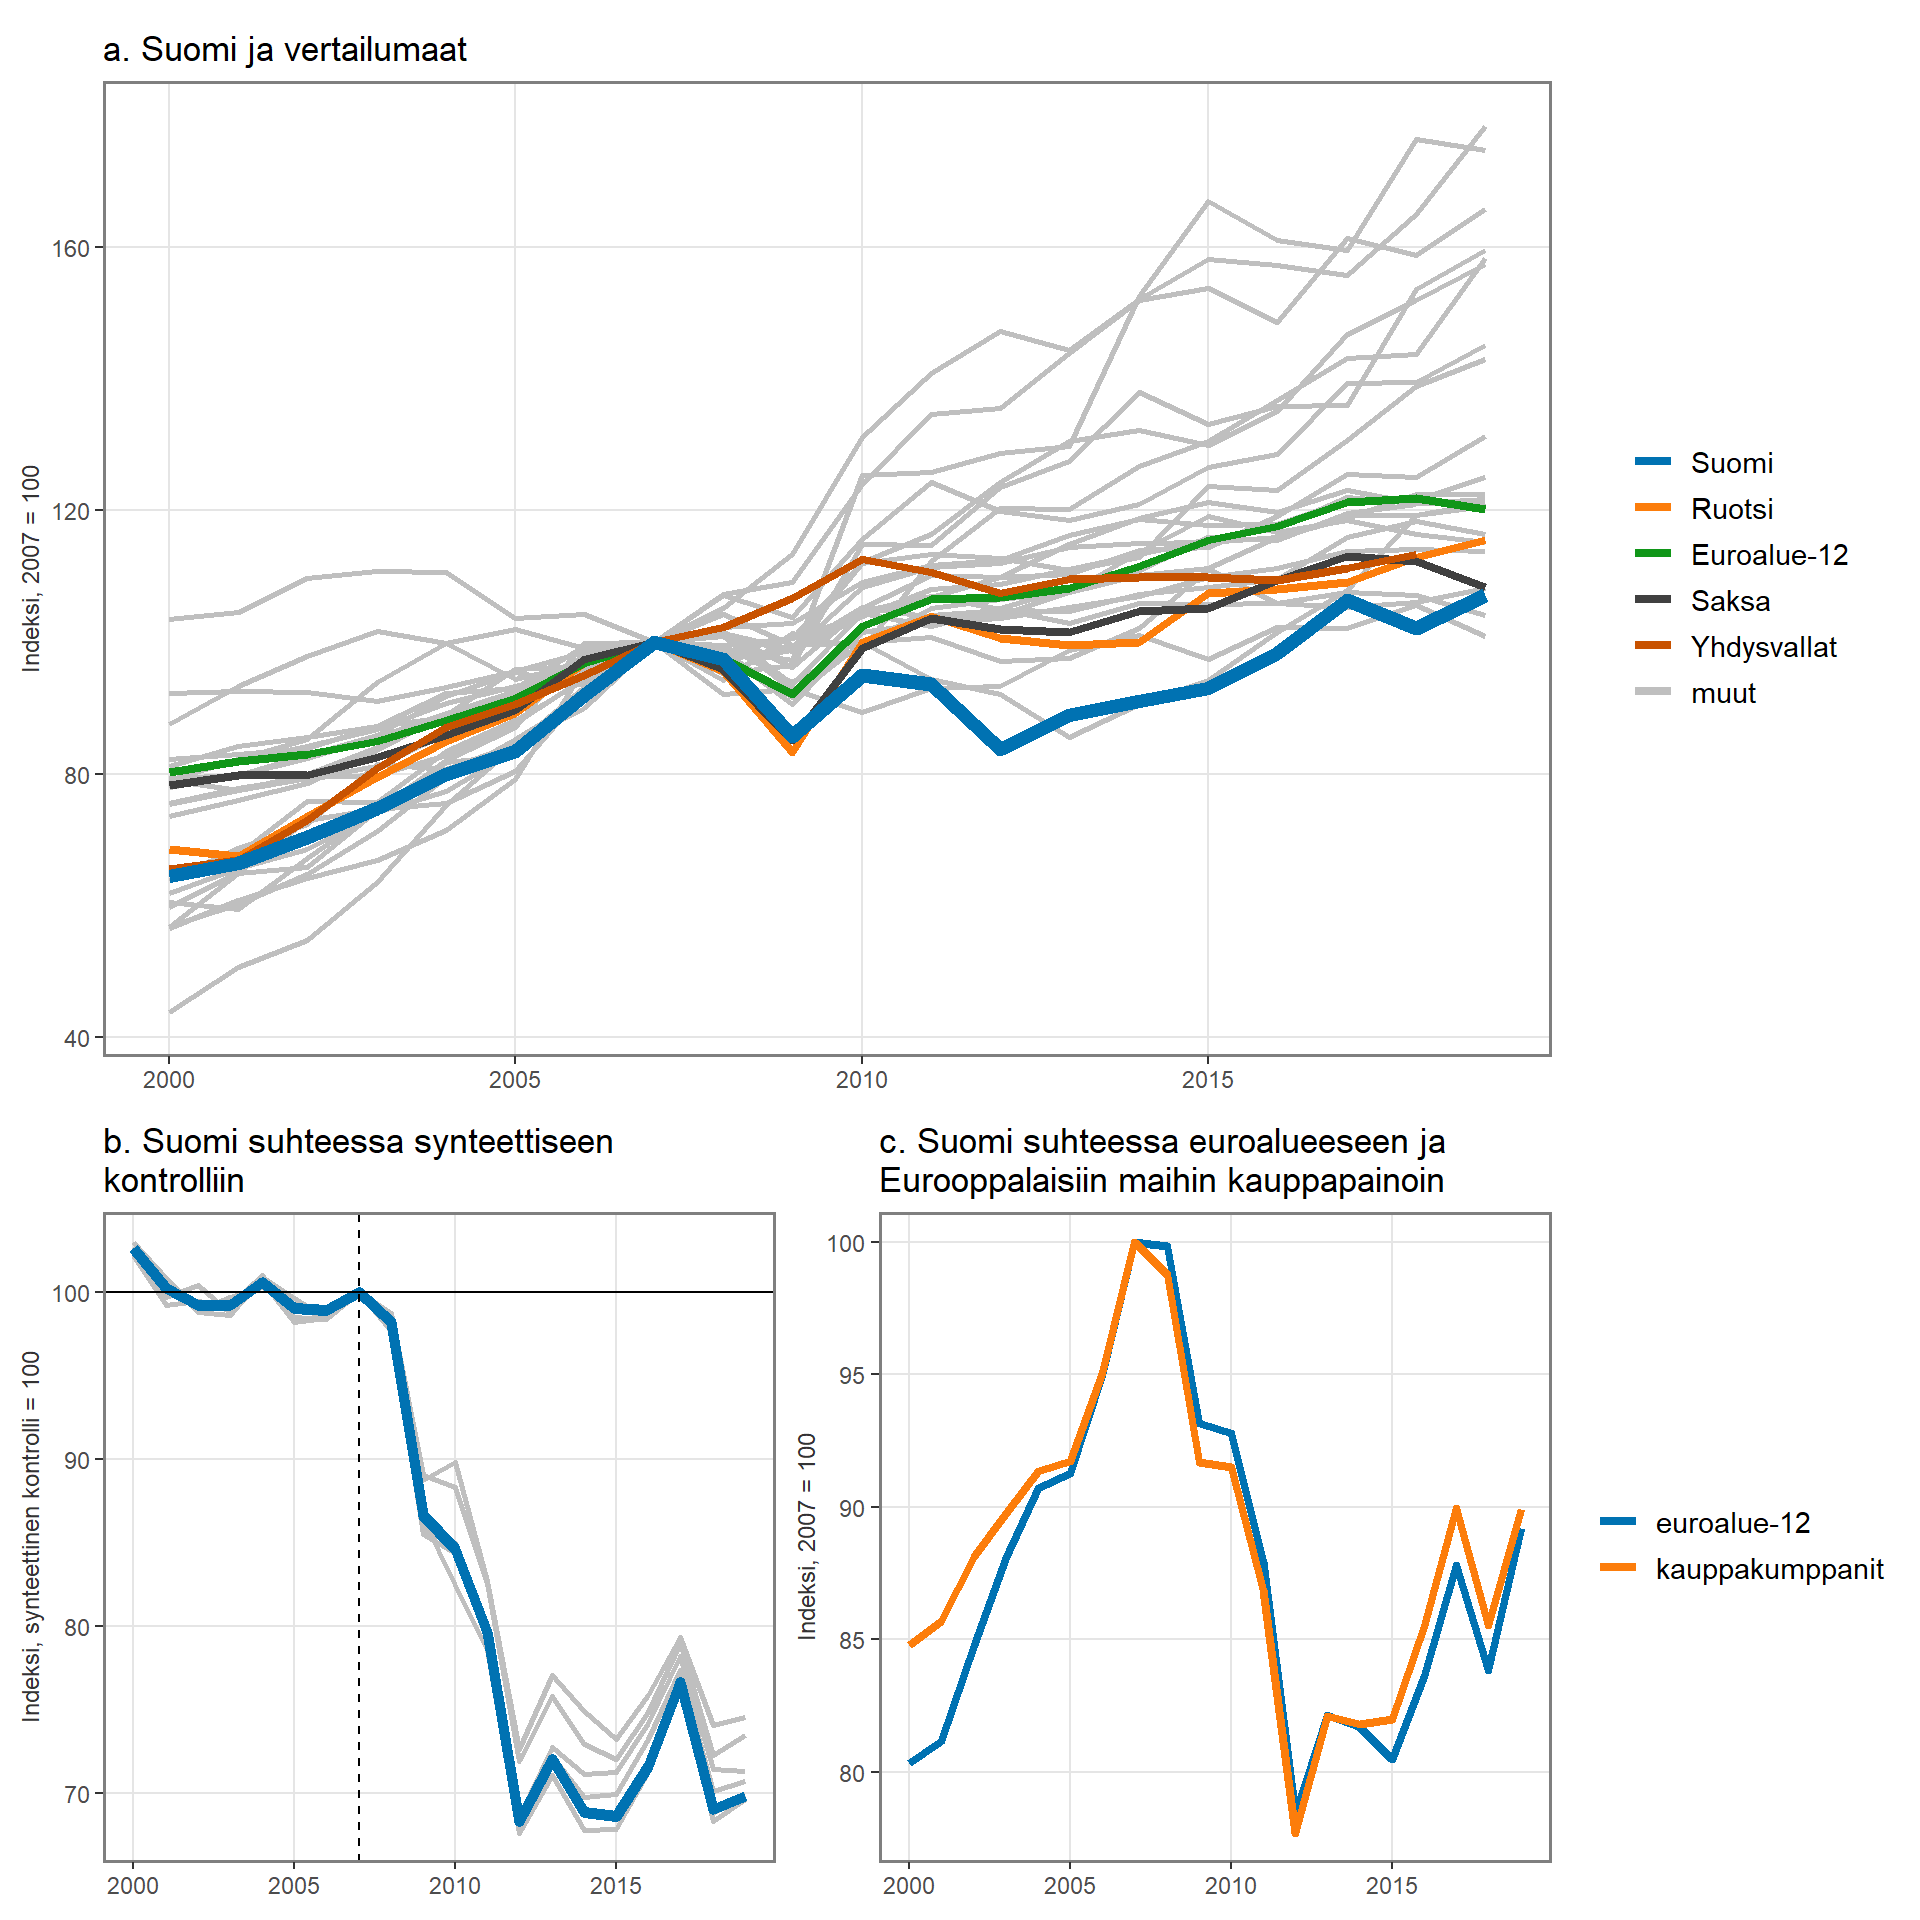 a. Suomi ja vertailumaat
Indeksi, 2007 = 100
160
120
80
40
2000
2005
2010
2015
Suomi
Ruotsi
Euroalue-12
Saksa
Yhdysvallat
muut
b. Suomi suhteessa synteettiseen
kontrolliin
Indeksi, synteettinen kontrolli = 100
100
90
80
70
2000
2005
2010
2015
c. Suomi suhteessa euroalueeseen ja
Eurooppalaisiin maihin kauppapainoin
Indeksi, 2007 = 100
100
95
90
85
80
2000
2005
2010
2015
euroalue-12
kauppakumppanit